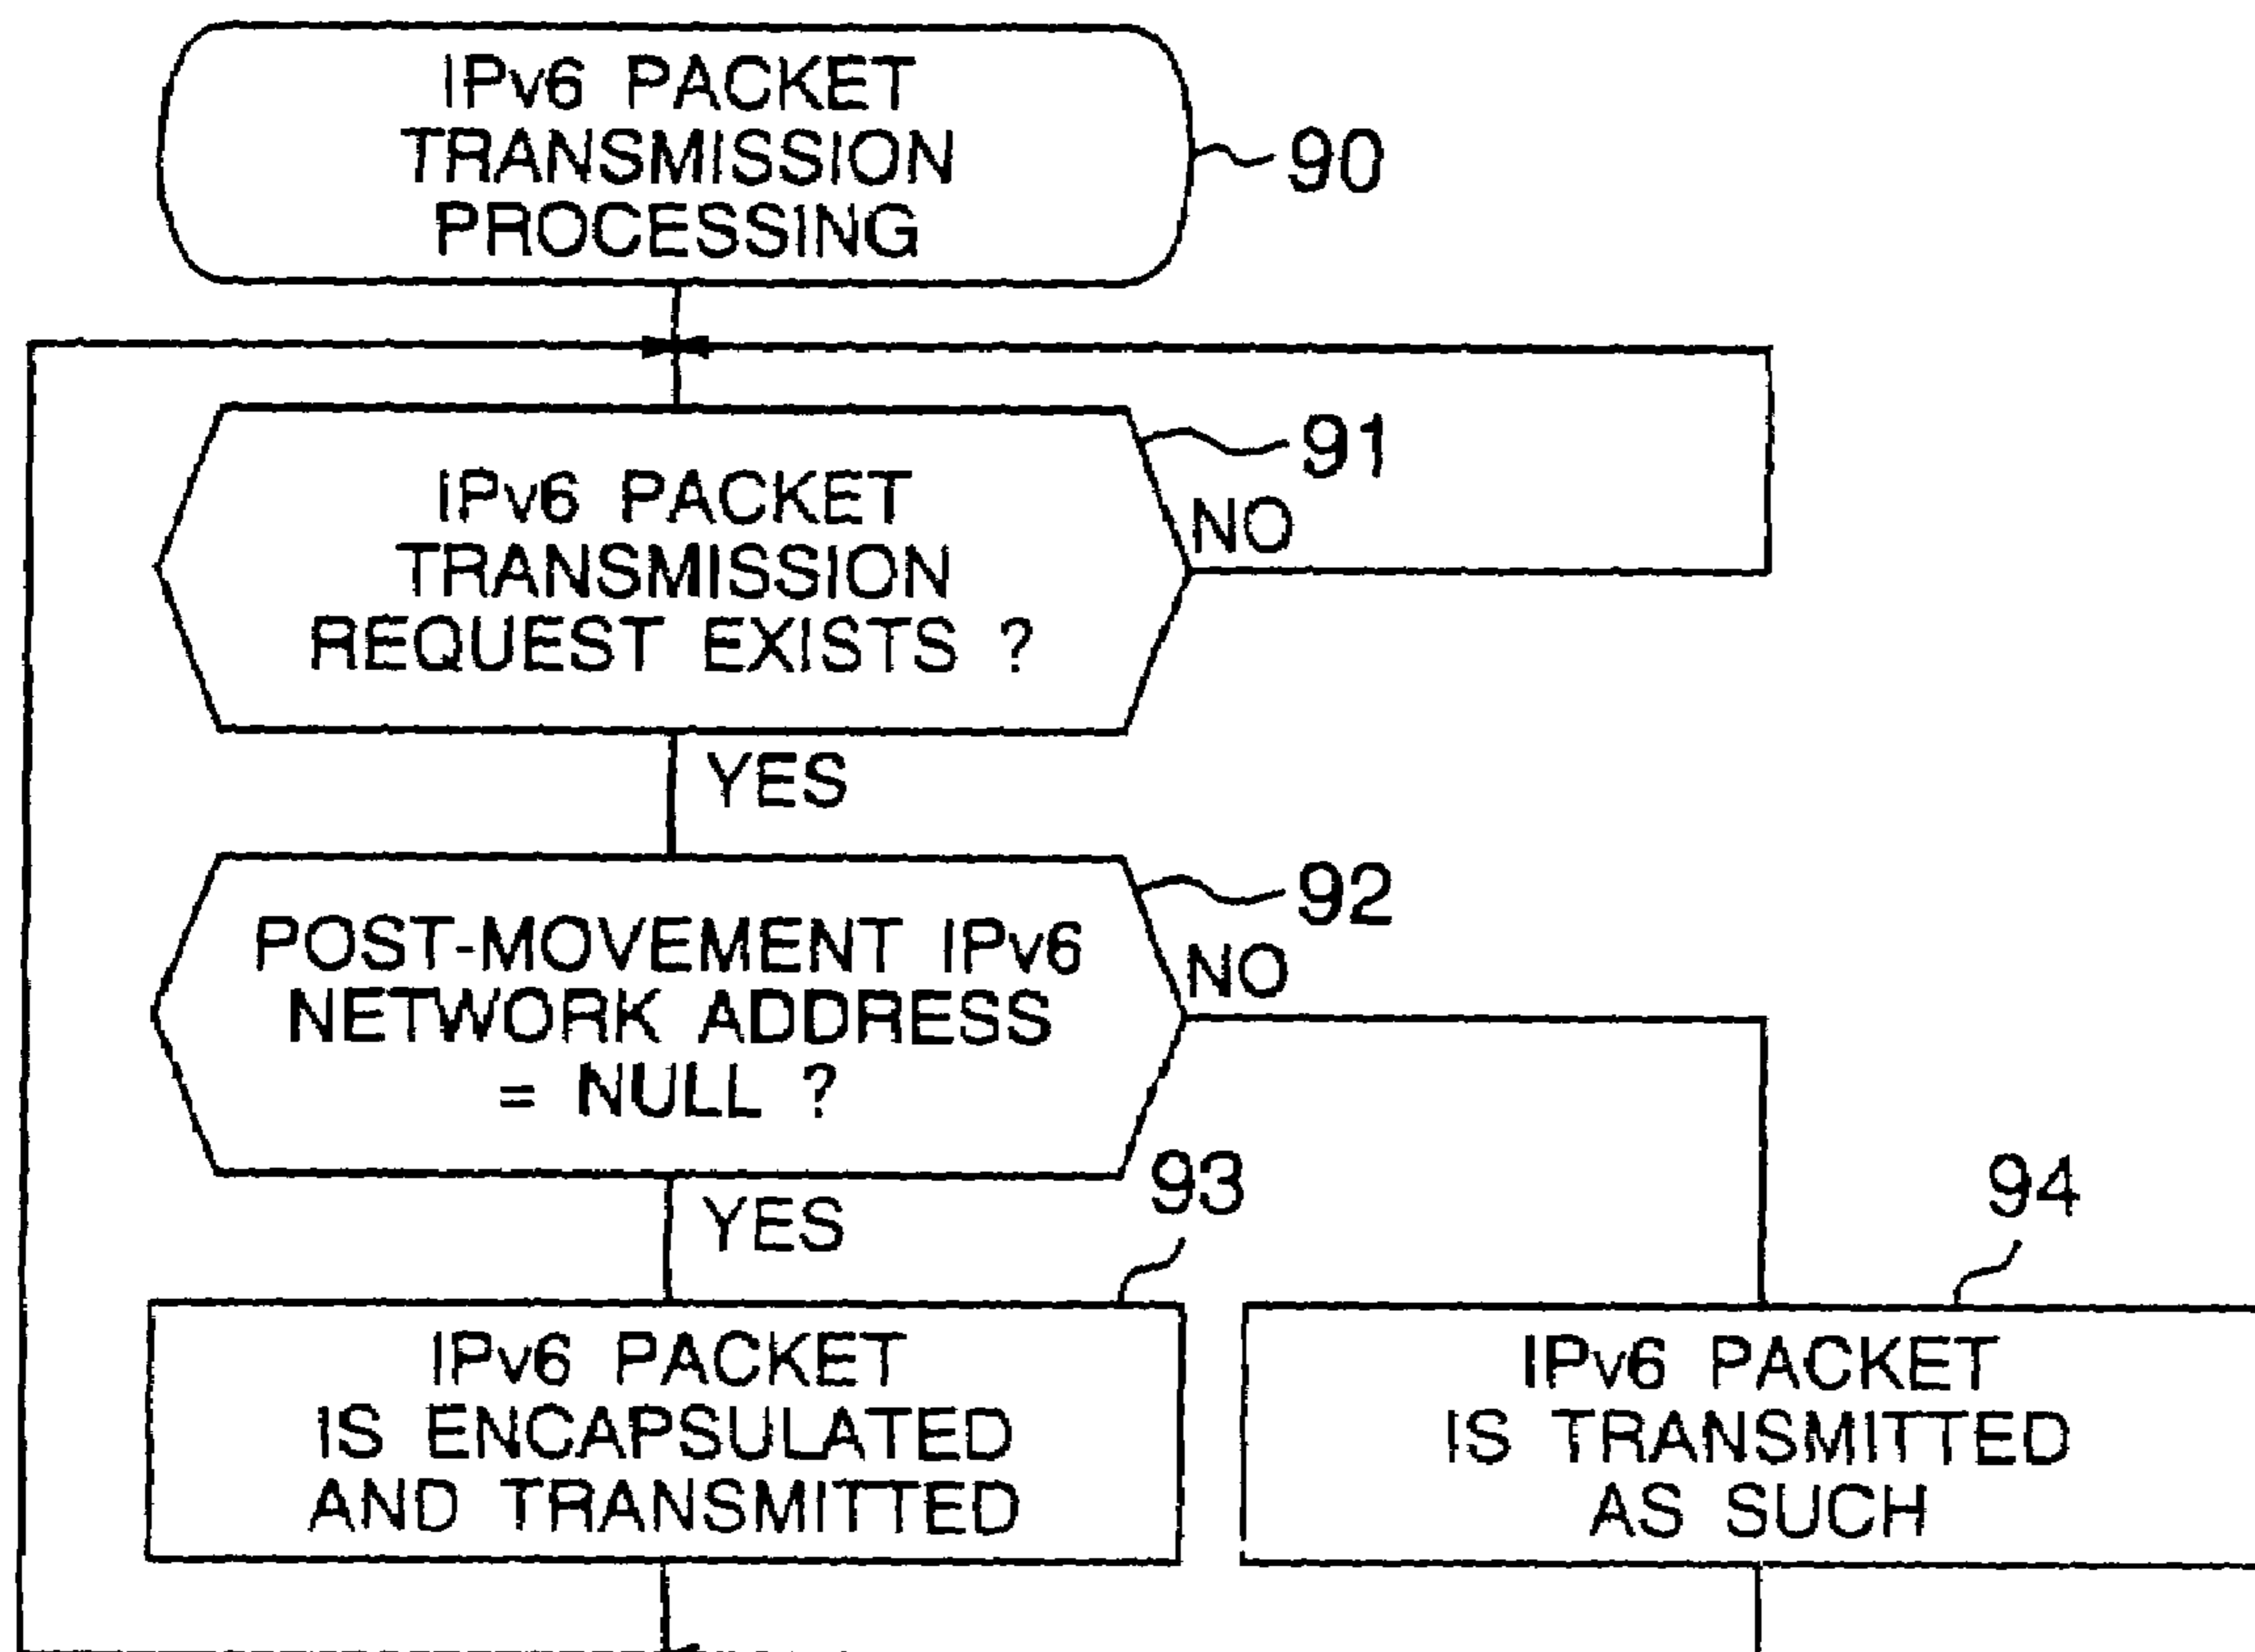 IPv6 PACKET
TRANSMISSION
PROCESSING
90
IPv6 PACKET
TRANSMISSION
REQUEST EXISTS ?
91
NO
YES
POST-MOVEMENT IPv6
NETWORK ADDRESS
= NULL ?
92
NO
YES
93
IPv6 PACKET
IS ENCAPSULATED
AND TRANSMITTED
94
IPv6 PACKET
IS TRANSMITTED
AS SUCH